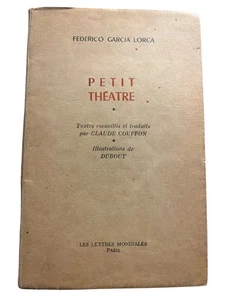 FEDERICO GARCIA LORCA
PETIT
THÉATRE
Textes recueillis et traduits
par CLAUDE COUFFON
Illustrations de
DUBOUT
LES LETTRES MONDIALES
PARIS